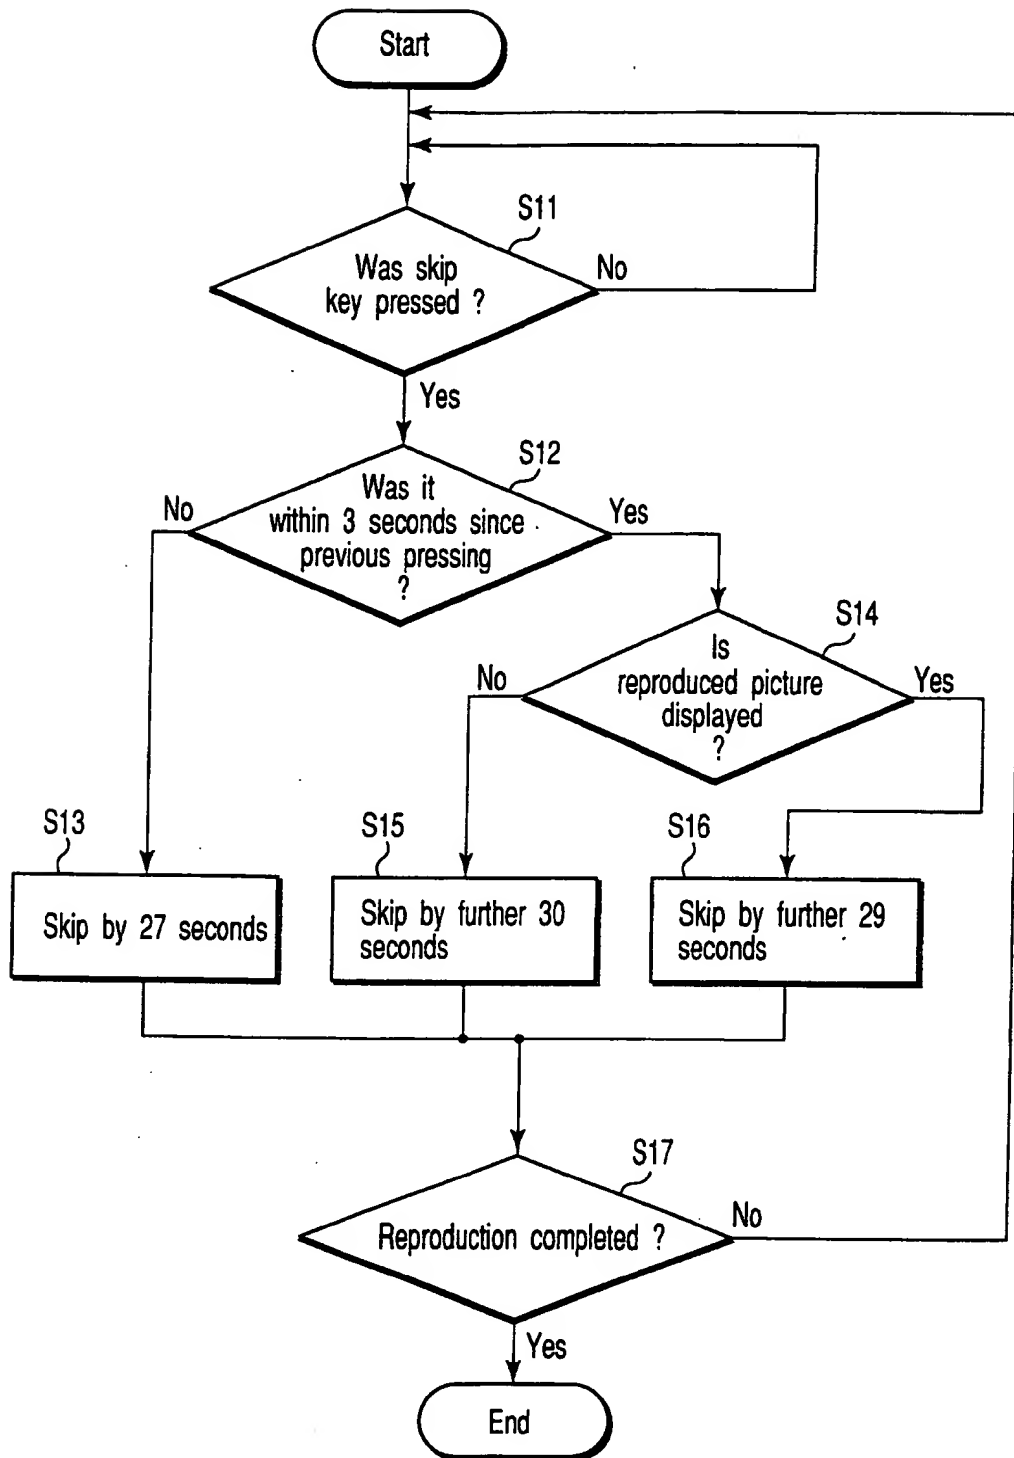 Start
S11
Was skip
key pressed ?
No
Yes
S12
Was it
within 3 seconds since
previous pressing
?
No
Yes
S14
Is
reproduced picture
displayed
?
No
Yes
S13
Skip by 27 seconds
S15
Skip by further 30
seconds
S16
Skip by further 29
seconds
S17
Reproduction completed ?
No
Yes
End